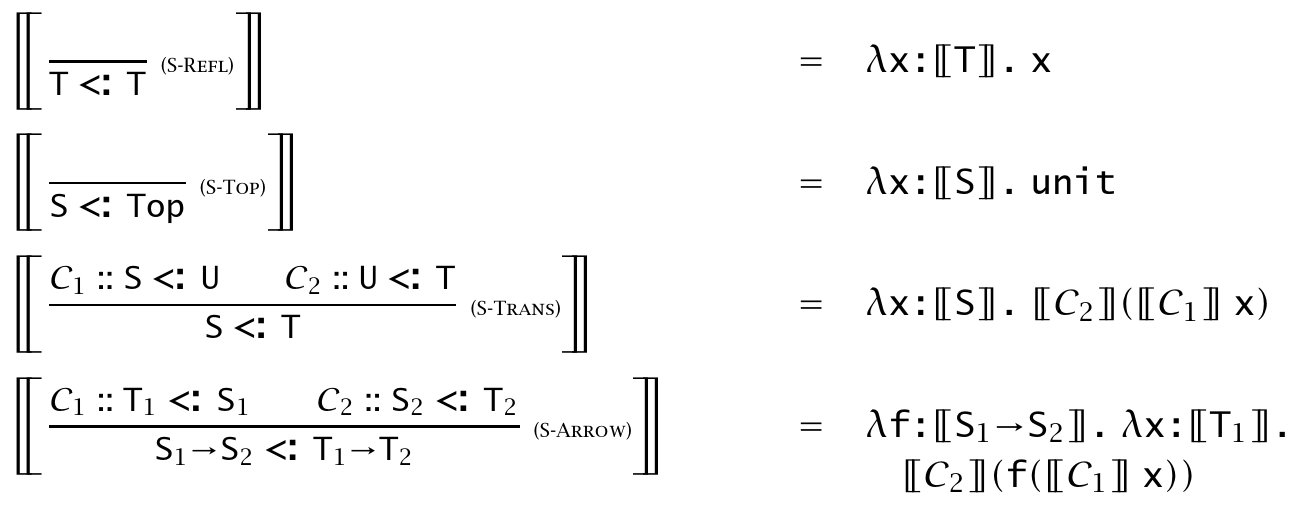 ⟦ T <: T (S-REFL) ⟧ = λx:⟦T⟧. x
⟦ S <: Top (S-TOP) ⟧ = λx:⟦S⟧. unit
⟦ C₁ :: S <: U C₂ :: U <: T
S <: T (S-TRANS) ⟧ = λx:⟦S⟧. ⟦C₂⟧(⟦C₁⟧ x)
⟦ C₁ :: T₁ <: S₁ C₂ :: S₂ <: T₂
S₁→S₂ <: T₁→T₂ (S-ARROW) ⟧ = λf:⟦S₁→S₂⟧. λx:⟦T₁⟧.
⟦C₂⟧(f(⟦C₁⟧ x))